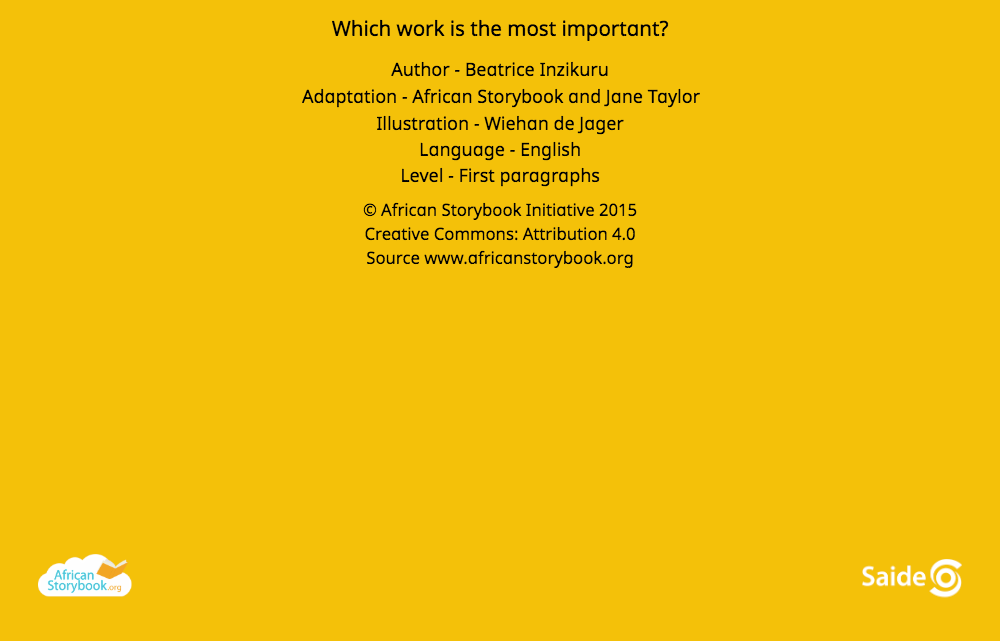 Which work is the most important?
Author - Beatrice Inzikuru
Adaptation - African Storybook and Jane Taylor
Illustration - Wiehan de Jager
Language - English
Level - First paragraphs
© African Storybook Initiative 2015
Creative Commons: Attribution 4.0
Source www.africanstorybook.org
African
Storybook.org
Saide